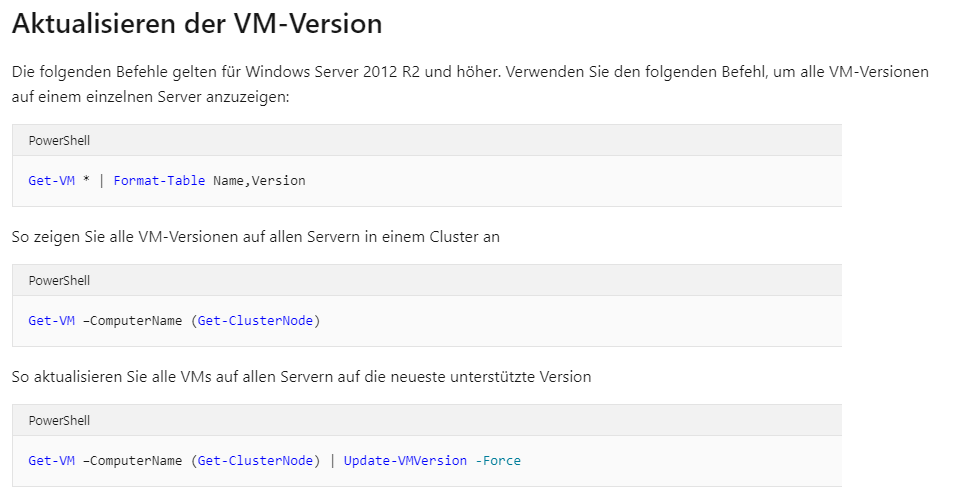 Aktualisieren der VM-Version
Die folgenden Befehle gelten für Windows Server 2012 R2 und höher. Verwenden Sie den folgenden Befehl, um alle VM-Versionen
auf einem einzelnen Server anzuzeigen:
PowerShell
Get-VM * | Format-Table Name,Version
So zeigen Sie alle VM-Versionen auf allen Servern in einem Cluster an
PowerShell
Get-VM –ComputerName (Get-ClusterNode)
So aktualisieren Sie alle VMs auf allen Servern auf die neueste unterstützte Version
PowerShell
Get-VM –ComputerName (Get-ClusterNode) | Update-VMVersion -Force